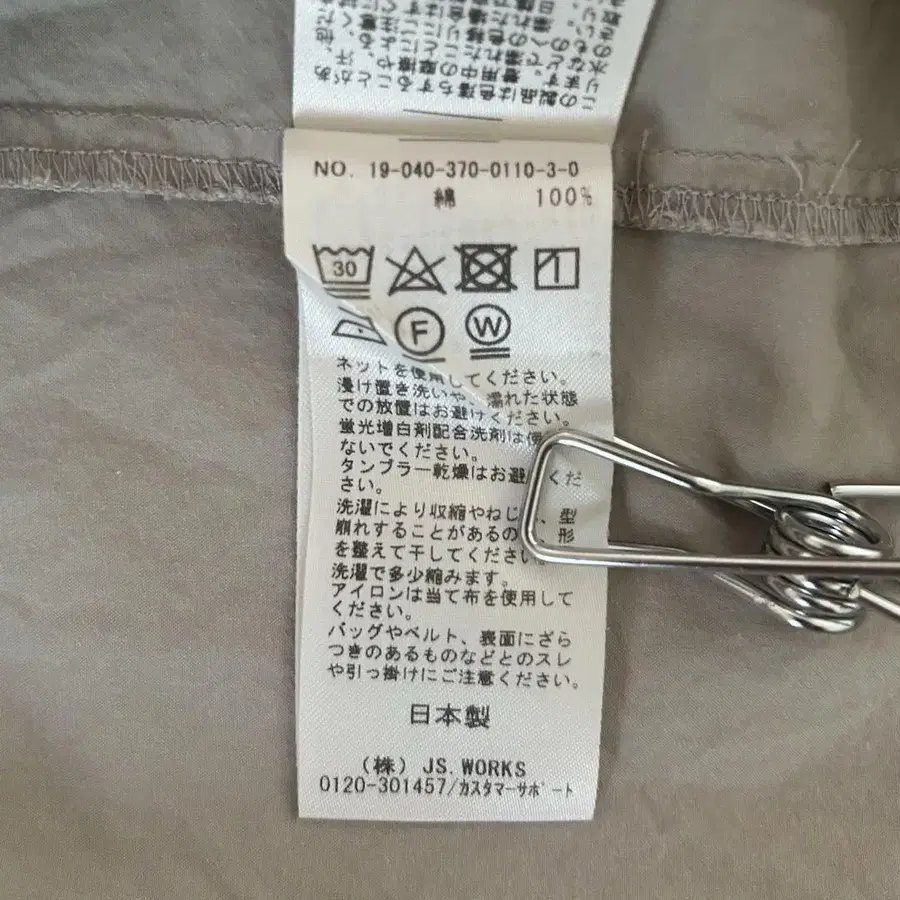 NO. 19-040-370-0110-3-0
綿 100%
30
F W
ネットを使用してください。
浸け置き洗いや、濡れた状態
での放置はお避けください。
蛍光増白剤配合洗剤は使
ないでください。
タンブラー乾燥はお避 くだ
さい。
洗濯により収縮やねじ 、型
崩れすることがあるの 、形
を整えて干してください。
洗濯で多少縮みます。
アイロンは当て布を使用して
ください。
バッグやベルト、表面にざら
つきのあるものなどとのスレ
や引っ掛けにご注意ください。
日本製
(株) JS.WORKS
0120-301457/ｶｽﾀﾏｰｻﾎﾟｰﾄ